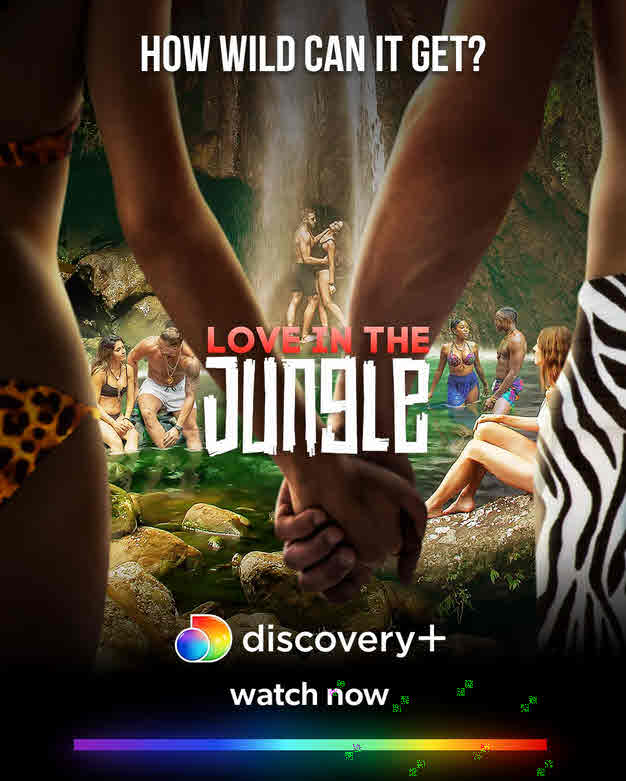 HOW WILD CAN IT GET?
LOVE IN THE
JUNGLE
discovery+
watch now